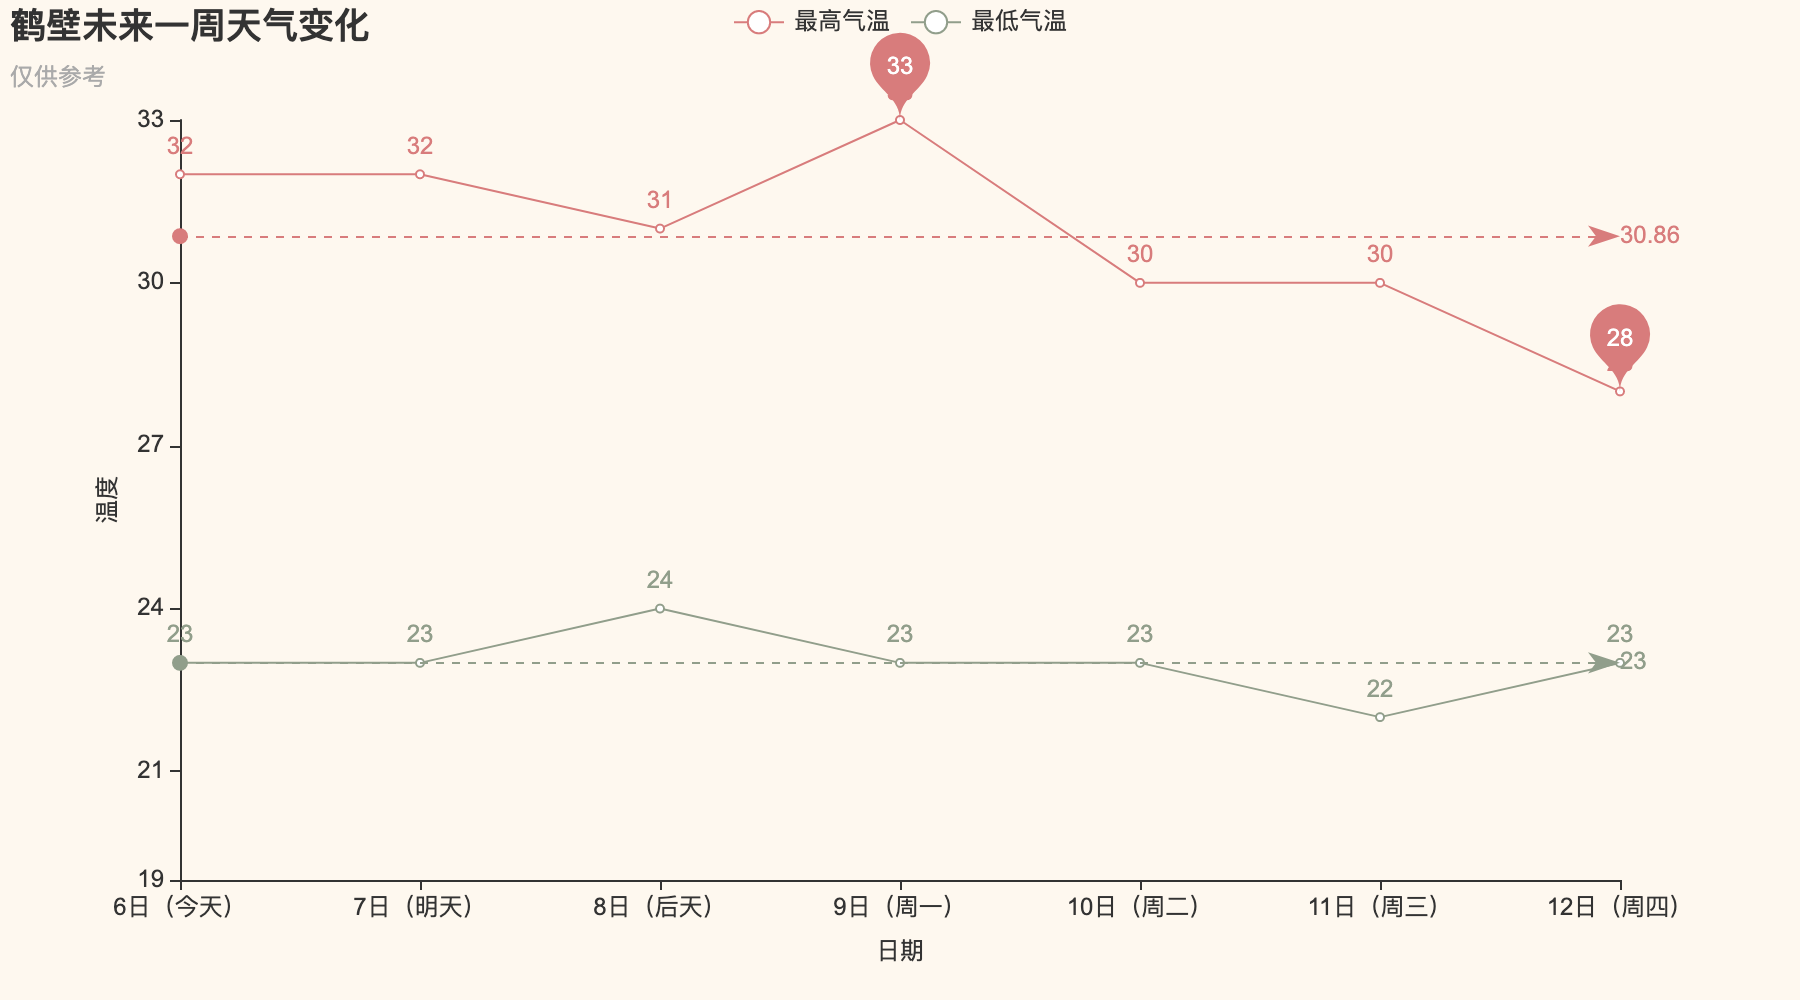 鹤壁未来一周天气变化
仅供参考
最高气温
最低气温
33
30
27
24
21
19
温度
32
32
31
33
30
30
28
30.86
23
23
24
23
23
22
23
23
6日（今天）
7日（明天）
8日（后天）
9日（周一）
10日（周二）
11日（周三）
12日（周四）
日期